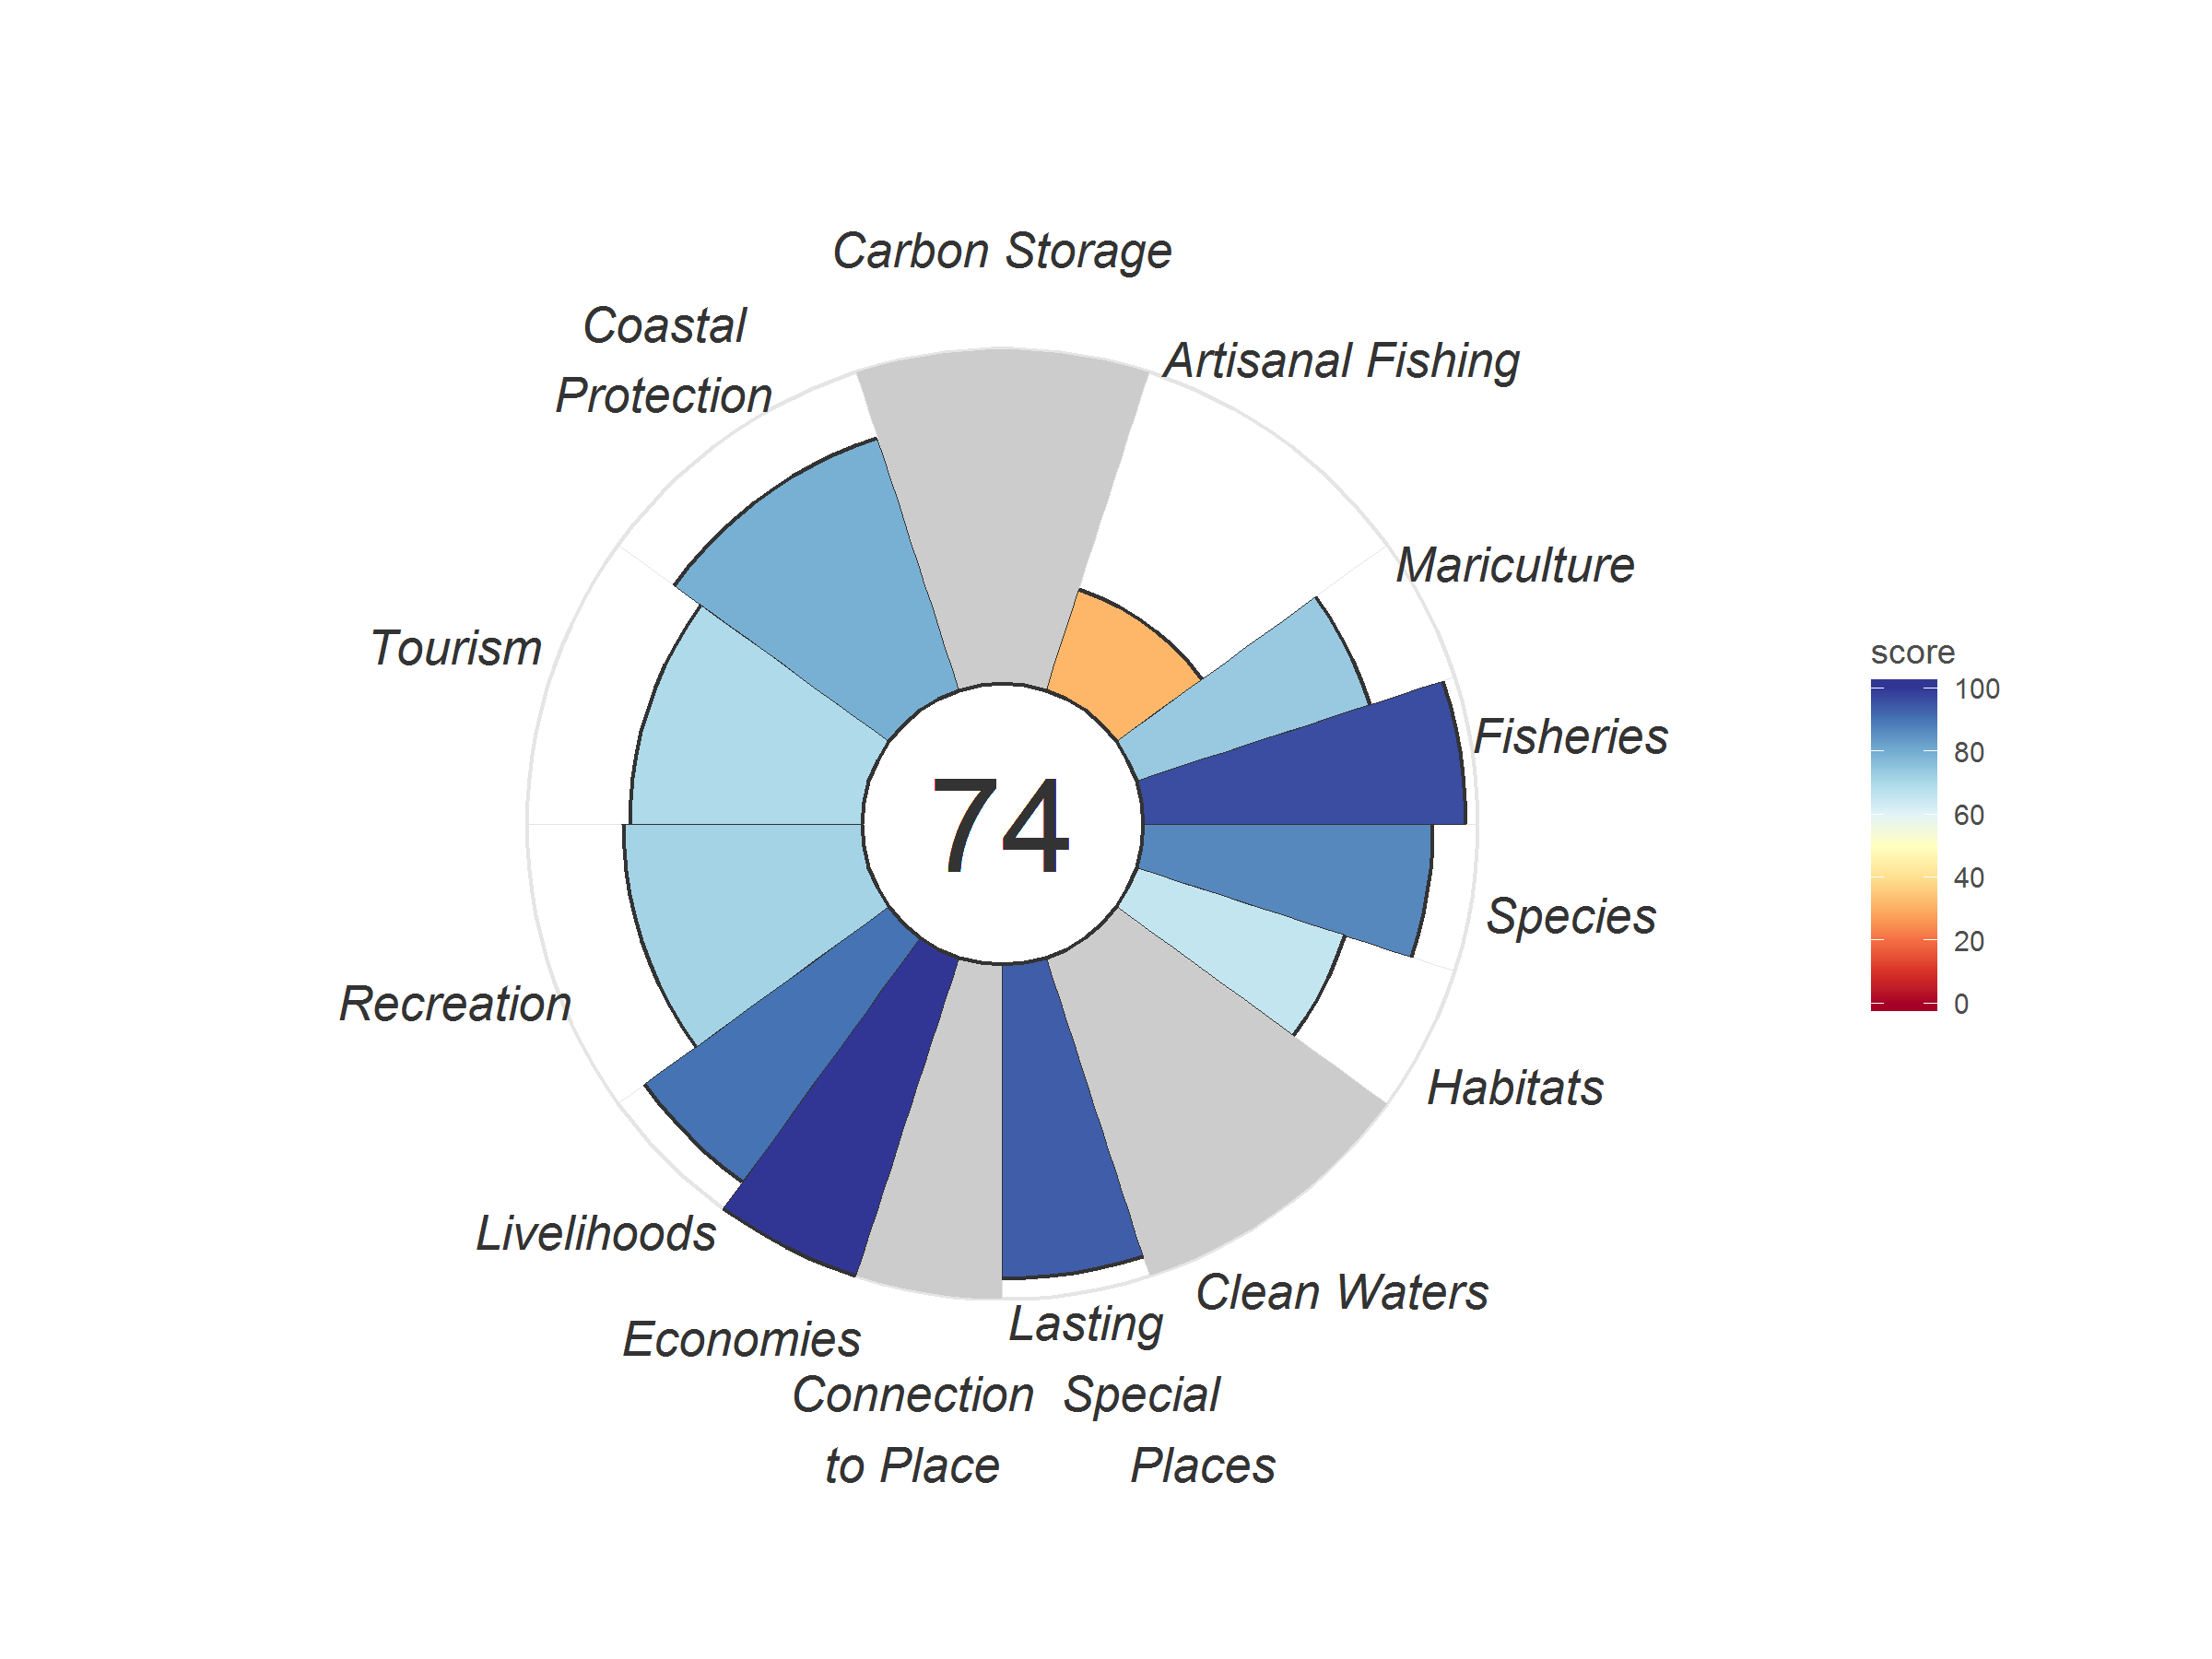 Carbon Storage
Coastal
Protection
Artisanal Fishing
Mariculture
Tourism
Fisheries
74
Species
Recreation
Habitats
Livelihoods
Clean Waters
Economies
Lasting
Special
Places
Connection
to Place
score
100
80
60
40
20
0